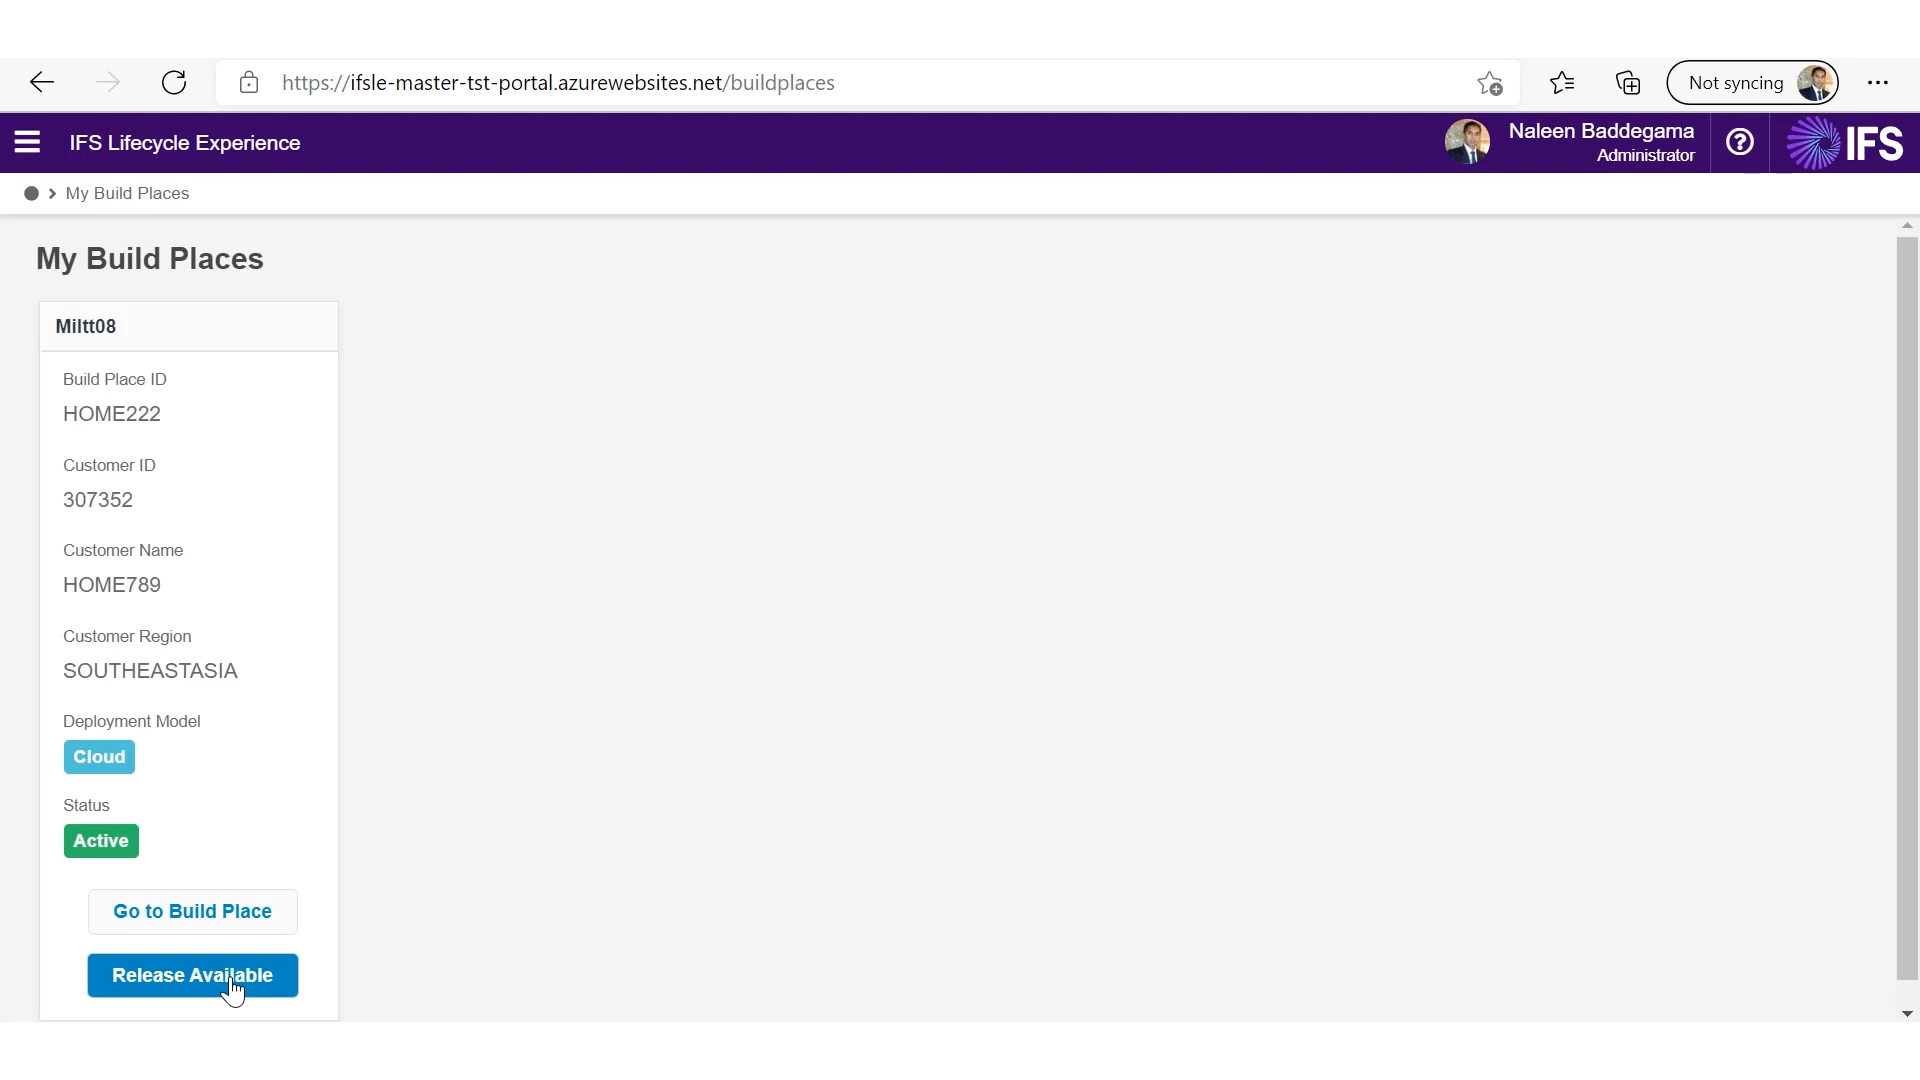 https://ifsle-master-tst-portal.azurewebsites.net/buildplaces
Not syncing
IFS Lifecycle Experience
Naleen Baddegama
Administrator
IFS
My Build Places
My Build Places
Miltt08
Build Place ID
HOME222
Customer ID
307352
Customer Name
HOME789
Customer Region
SOUTHEASTASIA
Deployment Model
Cloud
Status
Active
Go to Build Place
Release Available